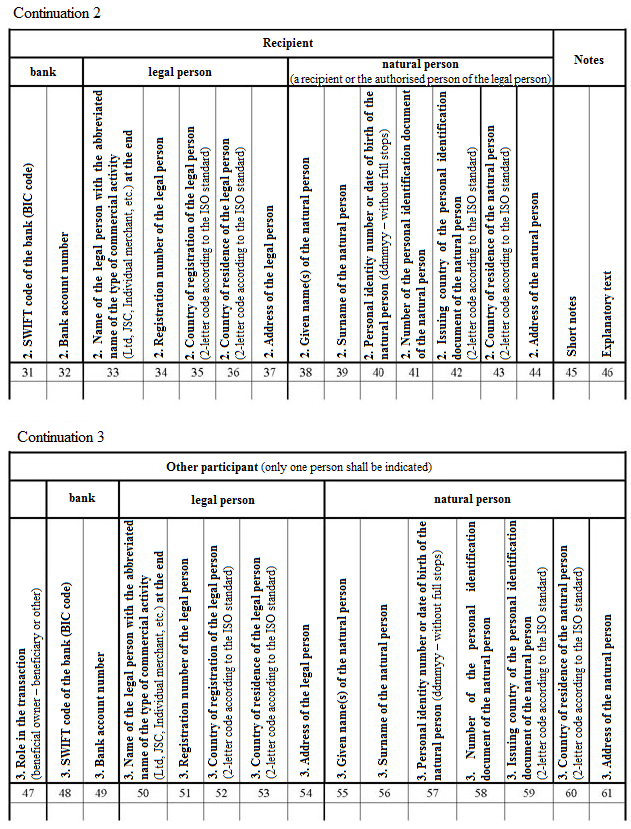 Continuation 2
Recipient
Notes
bank
legal person
natural person
(a recipient or the authorised person of the legal person)
2. SWIFT code of the bank (BIC code)
2. Bank account number
2. Name of the legal person with the abbreviated
name of the type of commercial activity
(Ltd, JSC, Individual merchant, etc.) at the end
2. Registration number of the legal person
2. Country of registration of the legal person
(2-letter code according to the ISO standard)
2. Country of residence of the legal person
(2-letter code according to the ISO standard)
2. Address of the legal person
2. Given name(s) of the natural person
2. Surname of the natural person
2. Personal identity number or date of birth of the
natural person (ddmmyy – without full stops)
2. Number of the personal identification document
of the natural person
2. Issuing country of the personal identification
document of the natural person
(2-letter code according to the ISO standard)
2. Country of residence of the natural person
(2-letter code according to the ISO standard)
2. Address of the natural person
Short notes
Explanatory text
31 32 33 34 35 36 37 38 39 40 41 42 43 44 45 46
Continuation 3
Other participant (only one person shall be indicated)
bank
legal person
natural person
3. Role in the transaction
(beneficial owner – beneficiary or other)
3. SWIFT code of the bank (BIC code)
3. Bank account number
3. Name of the legal person with the abbreviated
name of the type of commercial activity
(Ltd, JSC, Individual merchant, etc.) at the end
3. Registration number of the legal person
3. Country of registration of the legal person
(2-letter code according to the ISO standard)
3. Country of residence of the legal person
(2-letter code according to the ISO standard)
3. Address of the legal person
3. Given name(s) of the natural person
3. Surname of the natural person
3. Personal identity number or date of birth of the
natural person (ddmmyy – without full stops)
3. Number of the personal identification
document of the natural person
3. Issuing country of the personal identification
document of the natural person
(2-letter code according to the ISO standard)
3. Country of residence of the natural person
(2-letter code according to the ISO standard)
3. Address of the natural person
47 48 49 50 51 52 53 54 55 56 57 58 59 60 61